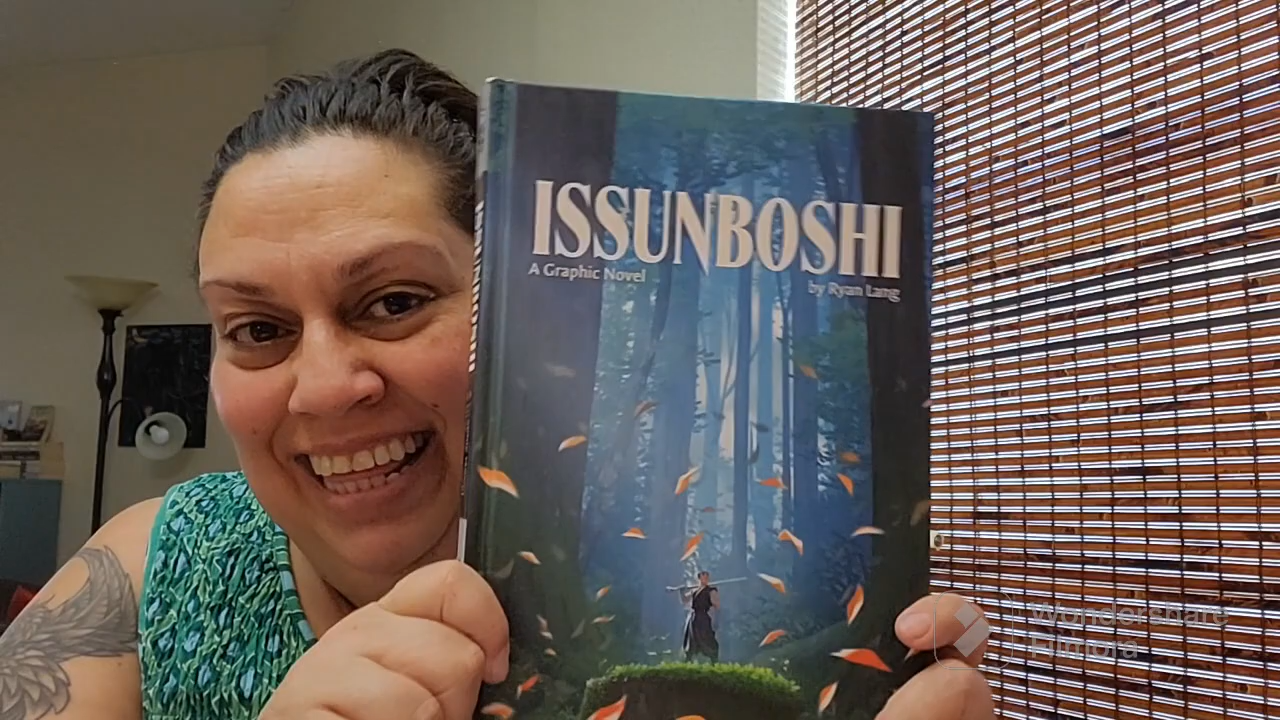 ISSUNBOSHI
A Graphic Novel
by Ryan Lang
Wondershare
Filmora